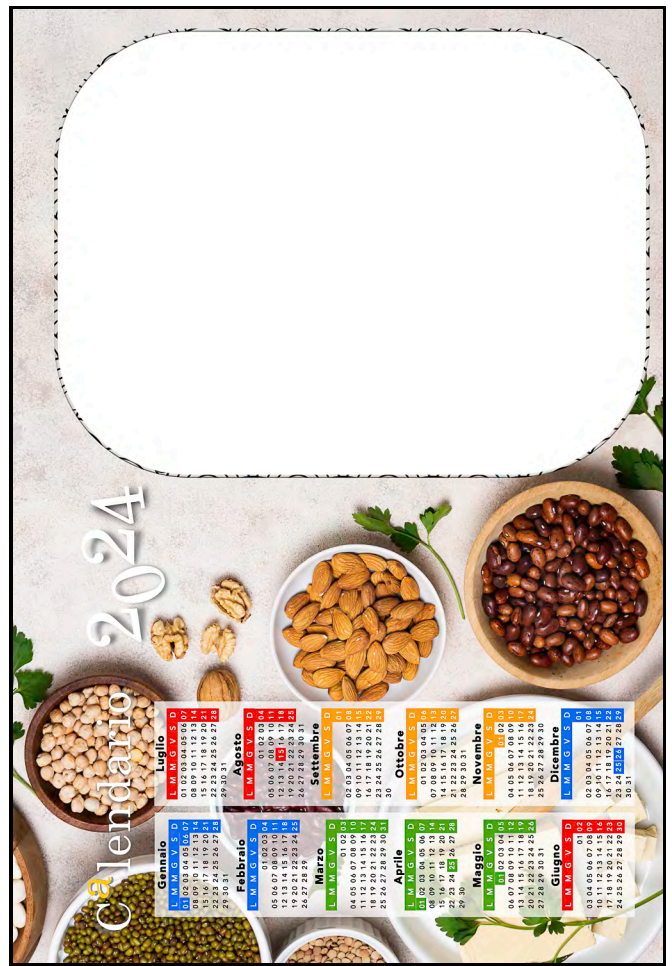 calendario 2024
Gennaio
L M M G V S D
01 02 03 04 05 06 07
08 09 10 11 12 13 14
15 16 17 18 19 20 21
22 23 24 25 26 27 28
29 30 31
Febbraio
L M M G V S D
01 02 03 04
05 06 07 08 09 10 11
12 13 14 15 16 17 18
19 20 21 22 23 24 25
26 27 28 29
Marzo
L M M G V S D
01 02 03
04 05 06 07 08 09 10
11 12 13 14 15 16 17
18 19 20 21 22 23 24
25 26 27 28 29 30 31
Aprile
L M M G V S D
01 02 03 04 05 06 07
08 09 10 11 12 13 14
15 16 17 18 19 20 21
22 23 24 25 26 27 28
29 30
Maggio
L M M G V S D
01 02 03 04 05
06 07 08 09 10 11 12
13 14 15 16 17 18 19
20 21 22 23 24 25 26
27 28 29 30 31
Giugno
L M M G V S D
01 02
03 04 05 06 07 08 09
10 11 12 13 14 15 16
17 18 19 20 21 22 23
24 25 26 27 28 29 30
Luglio
L M M G V S D
01 02 03 04 05 06 07
08 09 10 11 12 13 14
15 16 17 18 19 20 21
22 23 24 25 26 27 28
29 30 31
Agosto
L M M G V S D
01 02 03 04
05 06 07 08 09 10 11
12 13 14 15 16 17 18
19 20 21 22 23 24 25
26 27 28 29 30 31
Settembre
L M M G V S D
01
02 03 04 05 06 07 08
09 10 11 12 13 14 15
16 17 18 19 20 21 22
23 24 25 26 27 28 29
30
Ottobre
L M M G V S D
01 02 03 04 05 06
07 08 09 10 11 12 13
14 15 16 17 18 19 20
21 22 23 24 25 26 27
28 29 30 31
Novembre
L M M G V S D
01 02 03
04 05 06 07 08 09 10
11 12 13 14 15 16 17
18 19 20 21 22 23 24
25 26 27 28 29 30
Dicembre
L M M G V S D
01
02 03 04 05 06 07 08
09 10 11 12 13 14 15
16 17 18 19 20 21 22
23 24 25 26 27 28 29
30 31